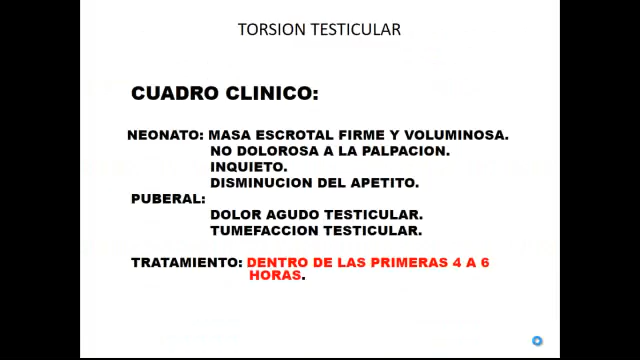 TORSION TESTICULAR
CUADRO CLINICO:
NEONATO: MASA ESCROTAL FIRME Y VOLUMINOSA.
NO DOLOROSA A LA PALPACION.
INQUIETO.
DISMINUCION DEL APETITO.
PUBERAL:
DOLOR AGUDO TESTICULAR.
TUMEFACCION TESTICULAR.
TRATAMIENTO: DENTRO DE LAS PRIMERAS 4 A 6
HORAS.